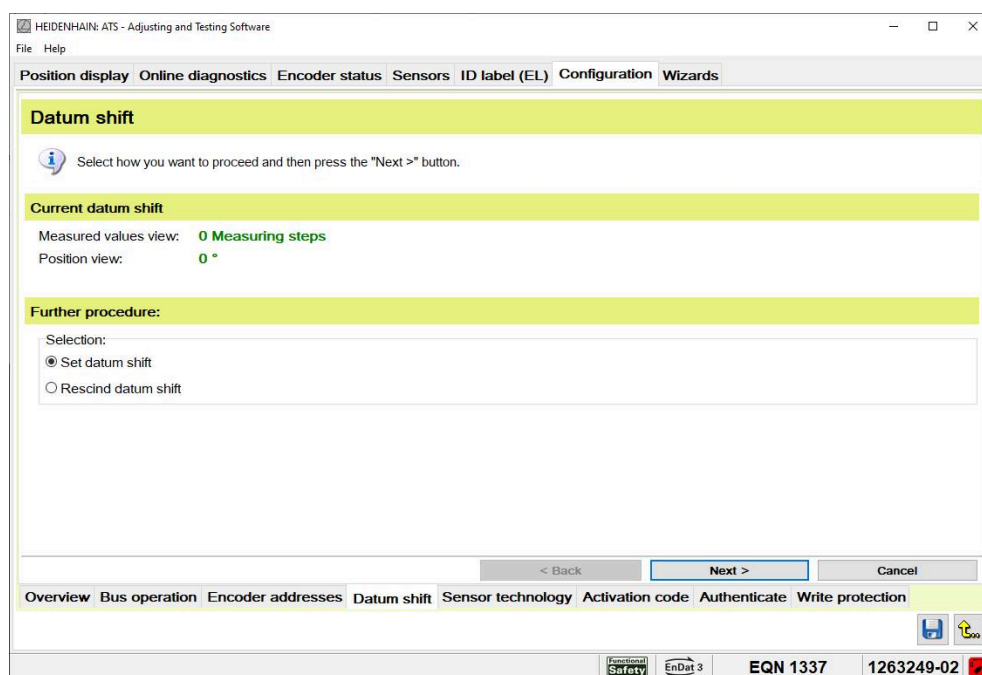 HEIDENHAIN: ATS - Adjusting and Testing Software
File Help
Position display Online diagnostics Encoder status Sensors ID label (EL) Configuration Wizards
Datum shift
Select how you want to proceed and then press the "Next >" button.
Current datum shift
Measured values view: 0 Measuring steps
Position view: 0 °
Further procedure:
Selection:
Set datum shift
Rescind datum shift
< Back Next > Cancel
Overview Bus operation Encoder addresses Datum shift Sensor technology Activation code Authenticate Write protection
Functional Safety EnDat 3 EQN 1337 1263249-02